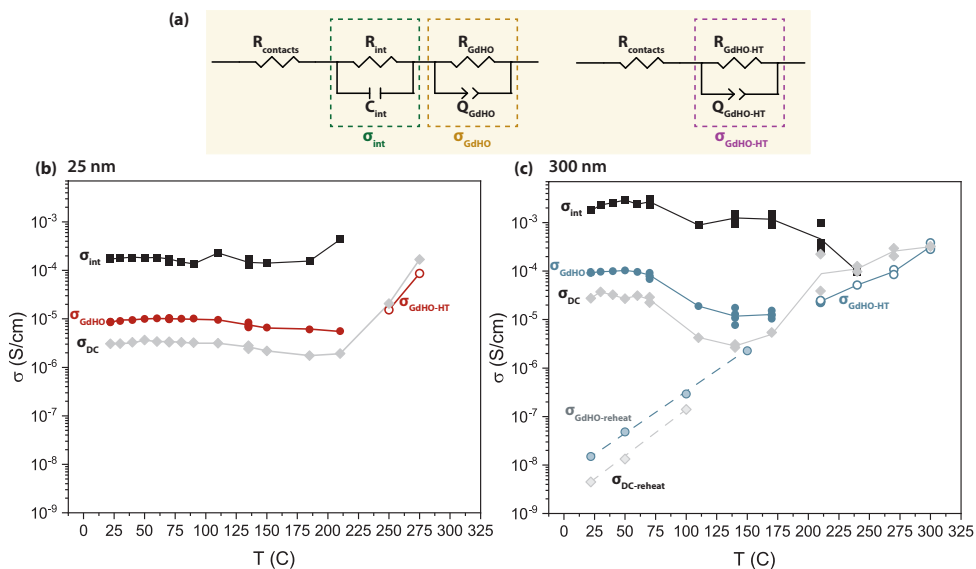 (a)
R contacts R int R GdHO R contacts R GdHO-HT
C int Q GdHO Q GdHO-HT
σ int σ GdHO σ GdHO-HT
(b) 25 nm
10-3
10-4
10-5
10-6
10-7
10-8
10-9
σ (S/cm)
σ int
σ GdHO
σ DC
σ GdHO-HT
0 25 50 75 100 125 150 175 200 225 250 275 300 325
T (C)
(c) 300 nm
10-3
10-4
10-5
10-6
10-7
10-8
10-9
σ (S/cm)
σ int
σ GdHO
σ DC
σ GdHO-HT
σ GdHO-reheat
σ DC-reheat
0 25 50 75 100 125 150 175 200 225 250 275 300 325
T (C)